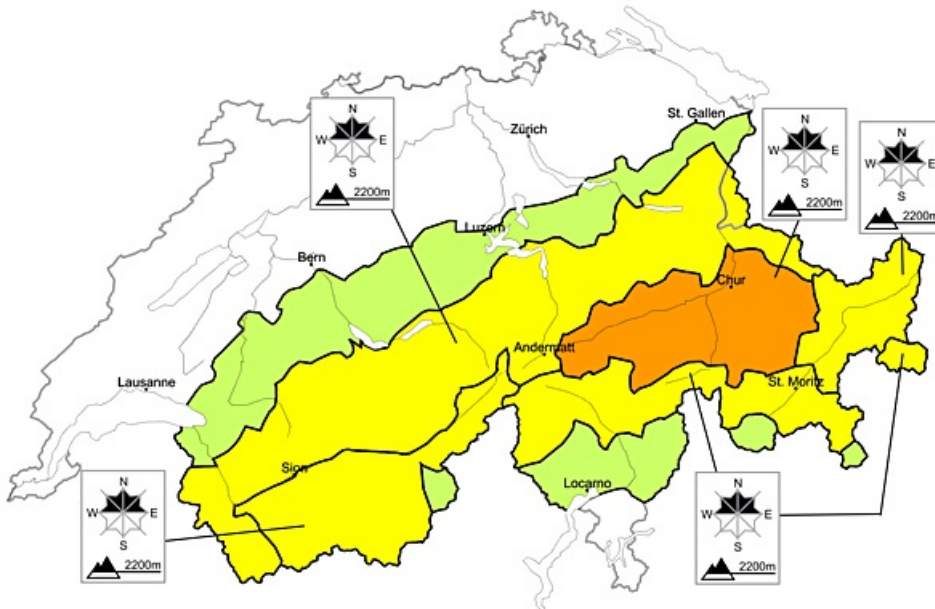 St. Gallen
Zürich
N
W E
S
2200m
N
W E
S
2200m
N
W E
S
2200m
Luzern
Bern
Chur
Andermatt
Lausanne
St. Moritz
Sion
Locarno
N
W E
S
2200m
N
W E
S
2200m